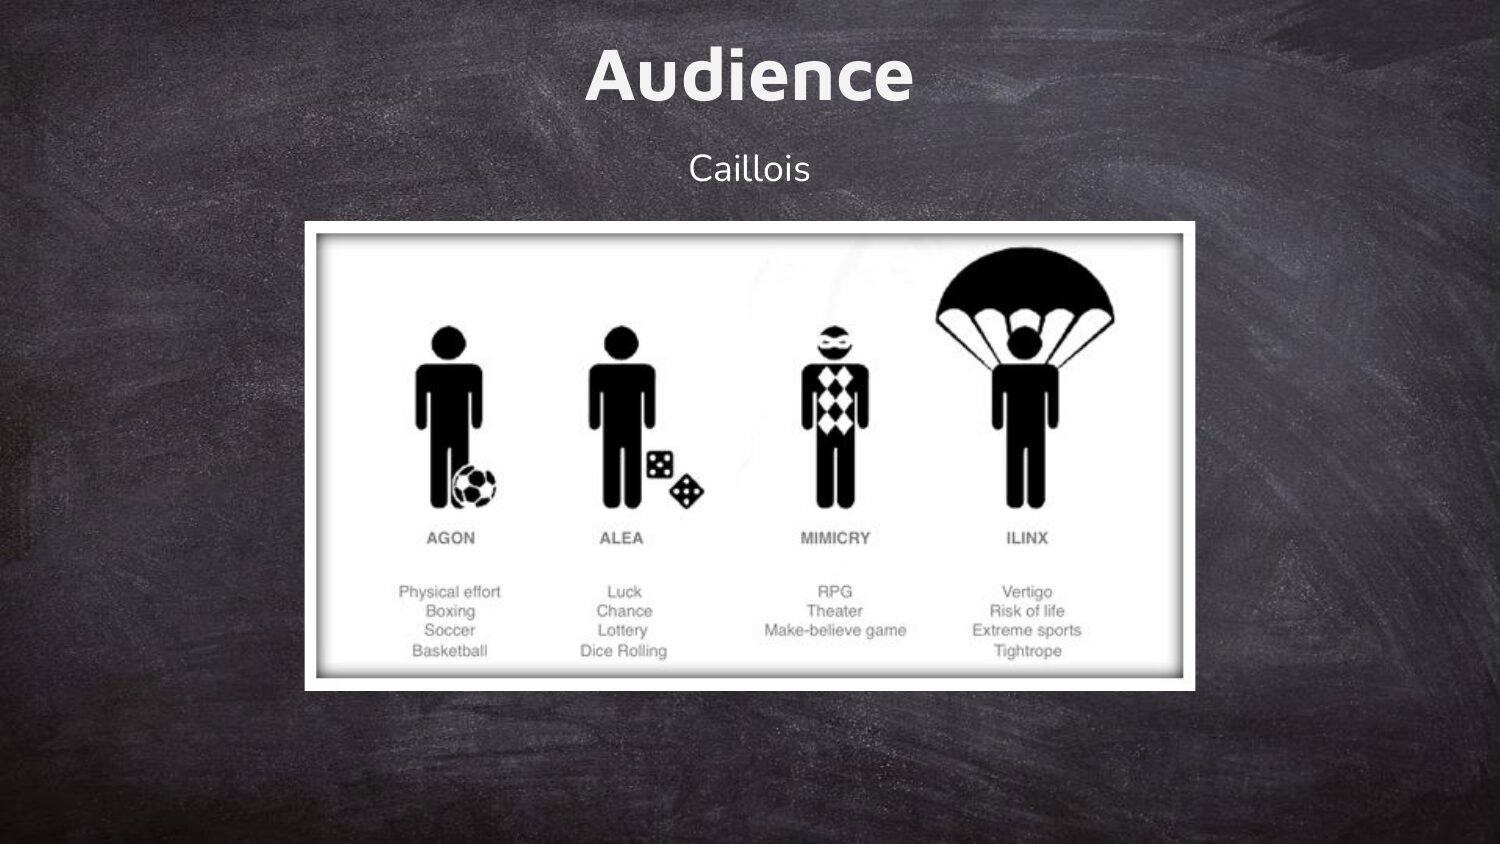 Audience
Caillois
AGON
Physical effort
Boxing
Soccer
Basketball
ALEA
Luck
Chance
Lottery
Dice Rolling
MIMICRY
RPG
Theater
Make-believe game
ILINX
Vertigo
Risk of life
Extreme sports
Tightrope